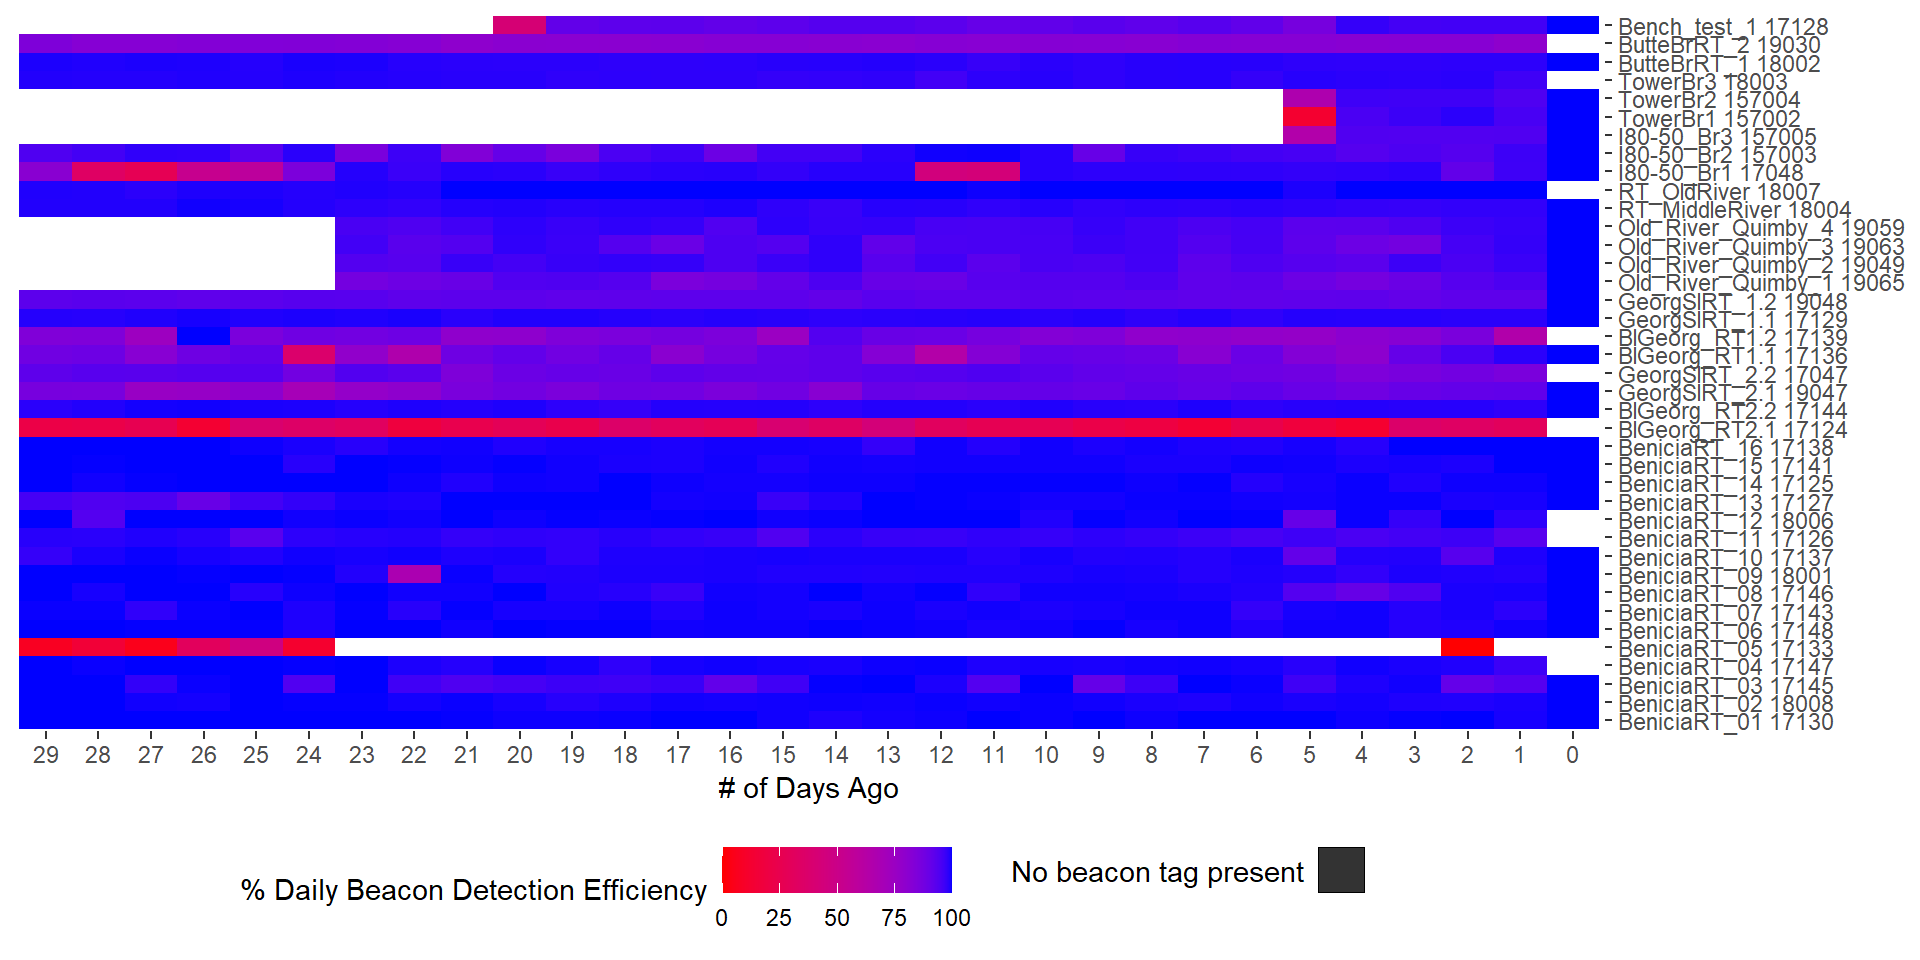 Bench_test_1 17128
ButteBrRT_2 19030
ButteBrRT_1 18002
TowerBr3 18003
TowerBr2 157004
TowerBr1 157002
I80-50_Br3 157005
I80-50_Br2 157003
I80-50_Br1 17048
RT_OldRiver 18007
RT_MiddleRiver 18004
Old_River_Quimby_4 19059
Old_River_Quimby_3 19063
Old_River_Quimby_2 19049
Old_River_Quimby_1 19065
GeorgSlRT_1.2 19048
GeorgSlRT_1.1 17129
BlGeorg_RT1.2 17139
BlGeorg_RT1.1 17136
GeorgSlRT_2.2 17047
GeorgSlRT_2.1 19047
BlGeorg_RT2.2 17144
BlGeorg_RT2.1 17124
BeniciaRT_16 17138
BeniciaRT_15 17141
BeniciaRT_14 17125
BeniciaRT_13 17127
BeniciaRT_12 18006
BeniciaRT_11 17126
BeniciaRT_10 17137
BeniciaRT_09 18001
BeniciaRT_08 17146
BeniciaRT_07 17143
BeniciaRT_06 17148
BeniciaRT_05 17133
BeniciaRT_04 17147
BeniciaRT_03 17145
BeniciaRT_02 18008
BeniciaRT_01 17130
29 28 27 26 25 24 23 22 21 20 19 18 17 16 15 14 13 12 11 10 9 8 7 6 5 4 3 2 1 0
# of Days Ago
% Daily Beacon Detection Efficiency
0 25 50 75 100
No beacon tag present